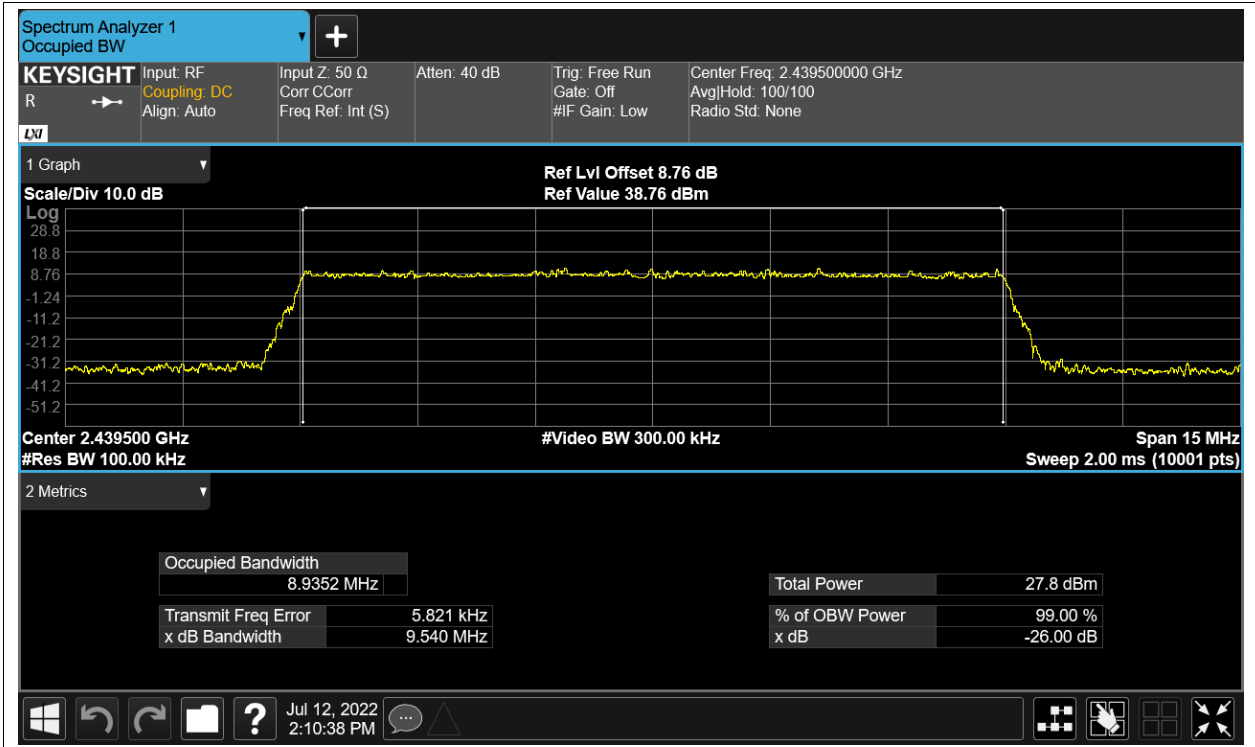 Spectrum Analyzer 1
Occupied BW
+
KEYSIGHT Input: RF Input Z: 50 Ω Atten: 40 dB Trig: Free Run Center Freq: 2.439500000 GHz
R Coupling: DC Corr CCorr Gate: Off Avg|Hold: 100/100
Align: Auto Freq Ref: Int (S) #IF Gain: Low Radio Std: None
LXI
1 Graph
Ref Lvl Offset 8.76 dB
Scale/Div 10.0 dB Ref Value 38.76 dBm
Log
28.8
18.8
8.76
-1.24
-11.2
-21.2
-31.2
-41.2
-51.2
Center 2.439500 GHz #Video BW 300.00 kHz Span 15 MHz
#Res BW 100.00 kHz Sweep 2.00 ms (10001 pts)
2 Metrics
Occupied Bandwidth
8.9352 MHz
Total Power 27.8 dBm
Transmit Freq Error 5.821 kHz % of OBW Power 99.00 %
x dB Bandwidth 9.540 MHz x dB -26.00 dB
? Jul 12, 2022
2:10:38 PM